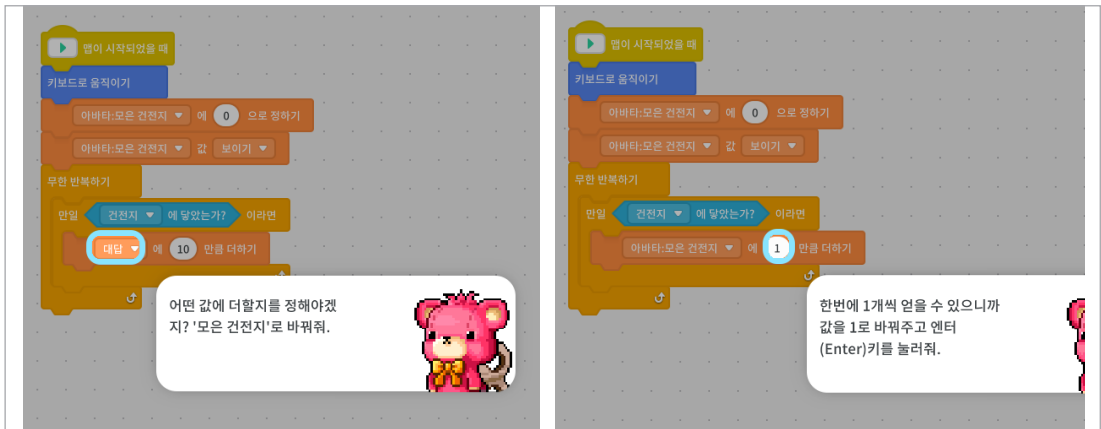 맵이 시작되었을 때
키보드로 움직이기
아바타:모은 건전지 에 0 으로 정하기
아바타:모은 건전지 값 보이기
무한 반복하기
만일 건전지 에 닿았는가? 이라면
대답 에 10 만큼 더하기
어떤 값에 더할지를 정해야겠
지? '모은 건전지'로 바꿔줘.
맵이 시작되었을 때
키보드로 움직이기
아바타:모은 건전지 에 0 으로 정하기
아바타:모은 건전지 값 보이기
무한 반복하기
만일 건전지 에 닿았는가? 이라면
아바타:모은 건전지 에 1 만큼 더하기
한번에 1개씩 얻을 수 있으니까
값을 1로 바꿔주고 엔터
(Enter)키를 눌러줘.